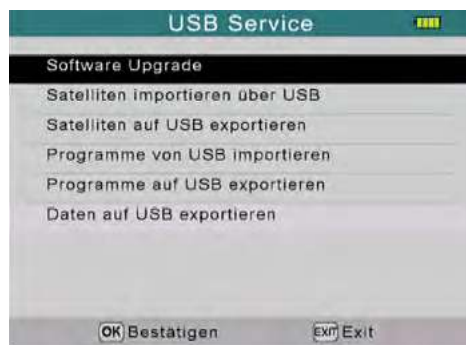 USB Service
Software Upgrade
Satelliten importieren über USB
Satelliten auf USB exportieren
Programme von USB importieren
Programme auf USB exportieren
Daten auf USB exportieren
OK Bestätigen EXIT Exit